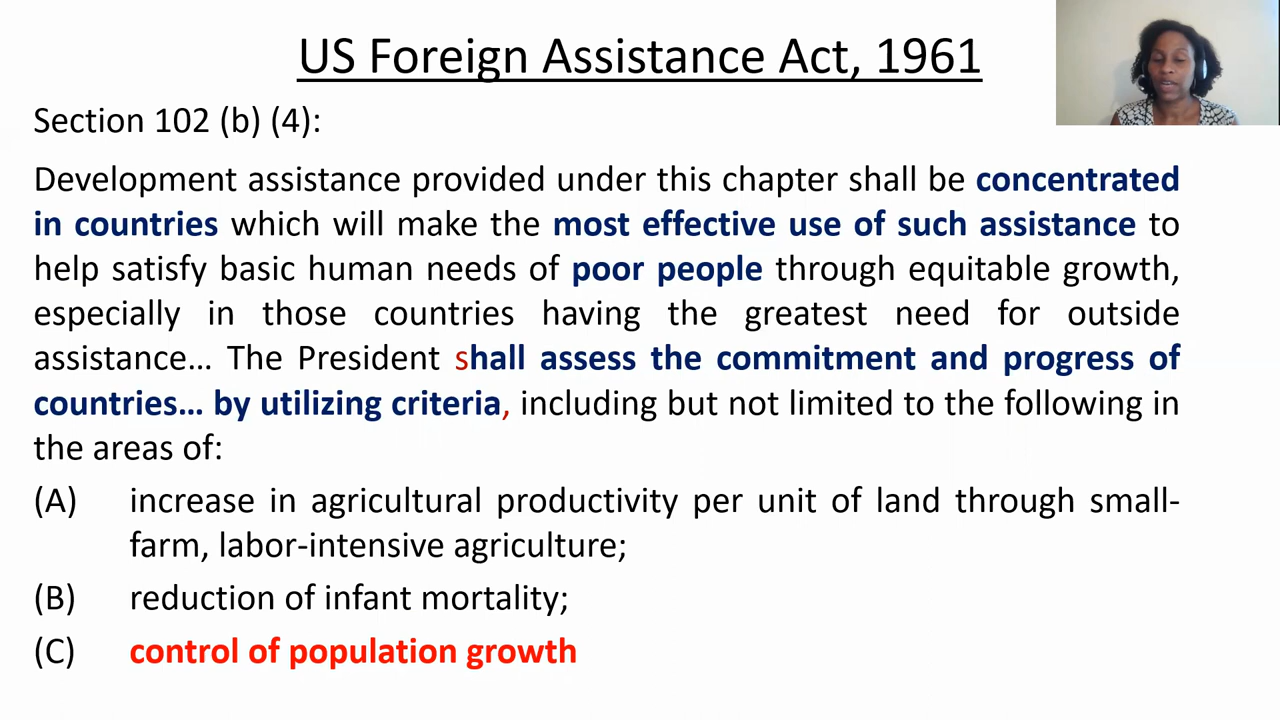 US Foreign Assistance Act, 1961
Section 102 (b) (4):
Development assistance provided under this chapter shall be concentrated
in countries which will make the most effective use of such assistance to
help satisfy basic human needs of poor people through equitable growth,
especially in those countries having the greatest need for outside
assistance… The President shall assess the commitment and progress of
countries… by utilizing criteria, including but not limited to the following in
the areas of:
(A) increase in agricultural productivity per unit of land through small-
farm, labor-intensive agriculture;
(B) reduction of infant mortality;
(C) control of population growth